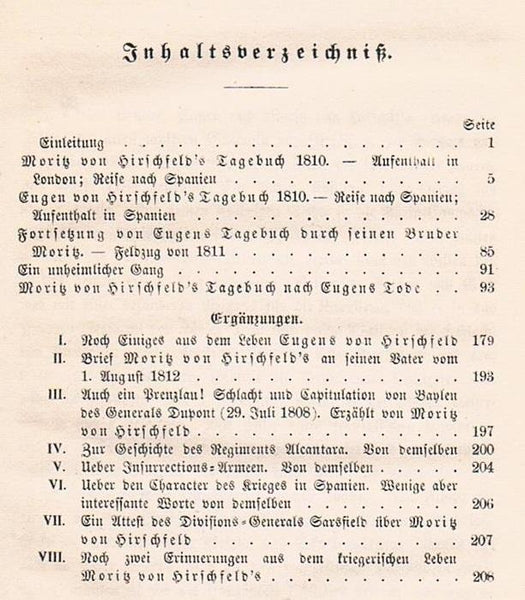 Inhaltsverzeichniß.
Seite
Einleitung . . . . . . . . . . . . . . 1
Moritz von Hirschfeld's Tagebuch 1810. — Aufenthalt in
London; Reise nach Spanien . . . . . . . . . 5
Eugen von Hirschfeld's Tagebuch 1810. — Reise nach Spanien;
Aufenthalt in Spanien . . . . . . . . . . . 28
Fortsetzung von Eugens Tagebuch durch seinen Bruder
Moritz. — Feldzug von 1811 . . . . . . . . . 85
Ein unheimlicher Gang . . . . . . . . . . . 91
Moritz von Hirschfeld's Tagebuch nach Eugens Tode . . 93
Ergänzungen.
I. Noch Einiges aus dem Leben Eugens von Hirschfeld 179
II. Brief Moritz von Hirschfeld's an seinen Vater vom
1. August 1812 . . . . . . . . . . . 193
III. Auch ein Prenzlau! Schlacht und Capitulation von Baylen
des Generals Dupont (29. Juli 1808). Erzählt von Moritz
von Hirschfeld . . . . . . . . . . . 197
IV. Zur Geschichte des Regiments Alcantara. Von demselben 200
V. Ueber Insurrections-Armeen. Von demselben . . . . 204
VI. Ueber den Character des Krieges in Spanien. Wenige aber
interessante Worte von demselben . . . . . . . 206
VII. Ein Attest des Divisions-Generals Sarsfield über Moritz
von Hirschfeld . . . . . . . . . . . 207
VIII. Noch zwei Erinnerungen aus dem kriegerischen Leben
Moritz von Hirschfeld's . . . . . . . . . 208